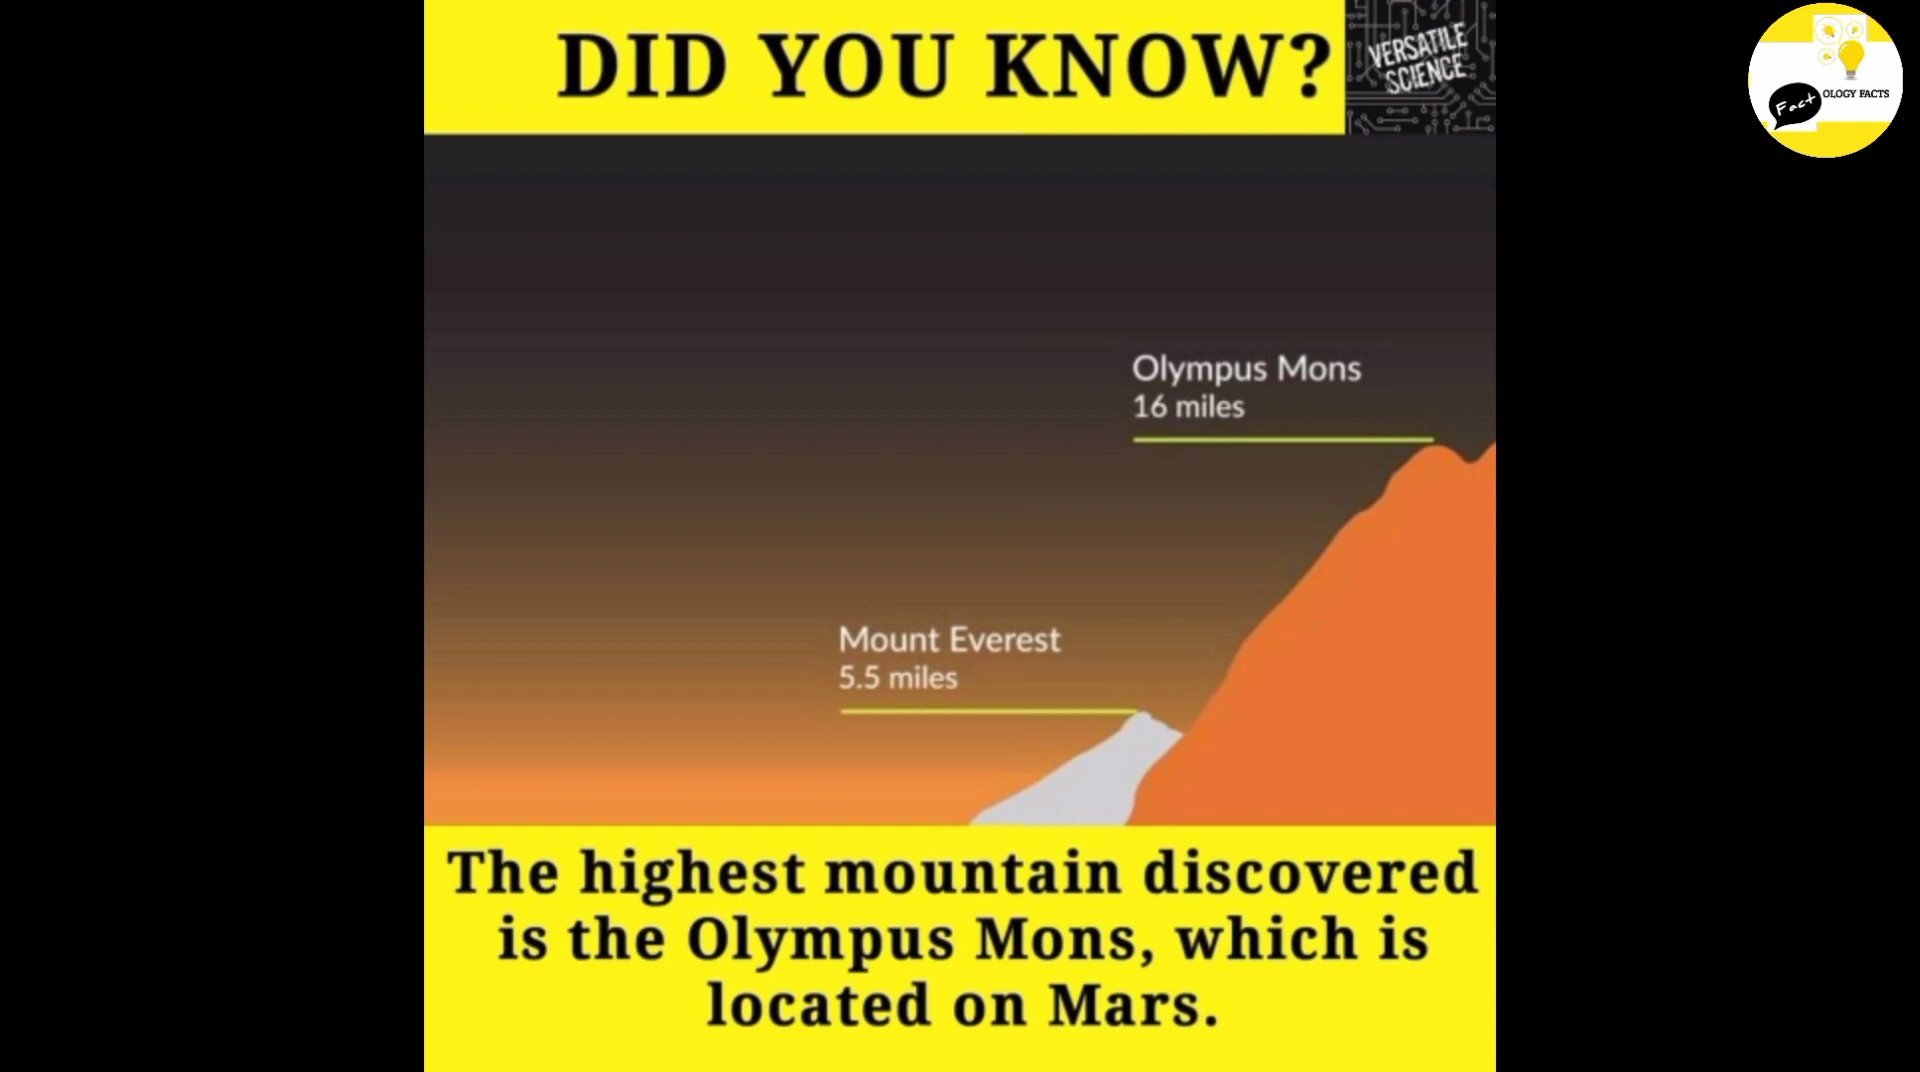 DID YOU KNOW?
VERSATILE
SCIENCE
Fact
OLOGY FACTS
Olympus Mons
16 miles
Mount Everest
5.5 miles
The highest mountain discovered
is the Olympus Mons, which is
located on Mars.